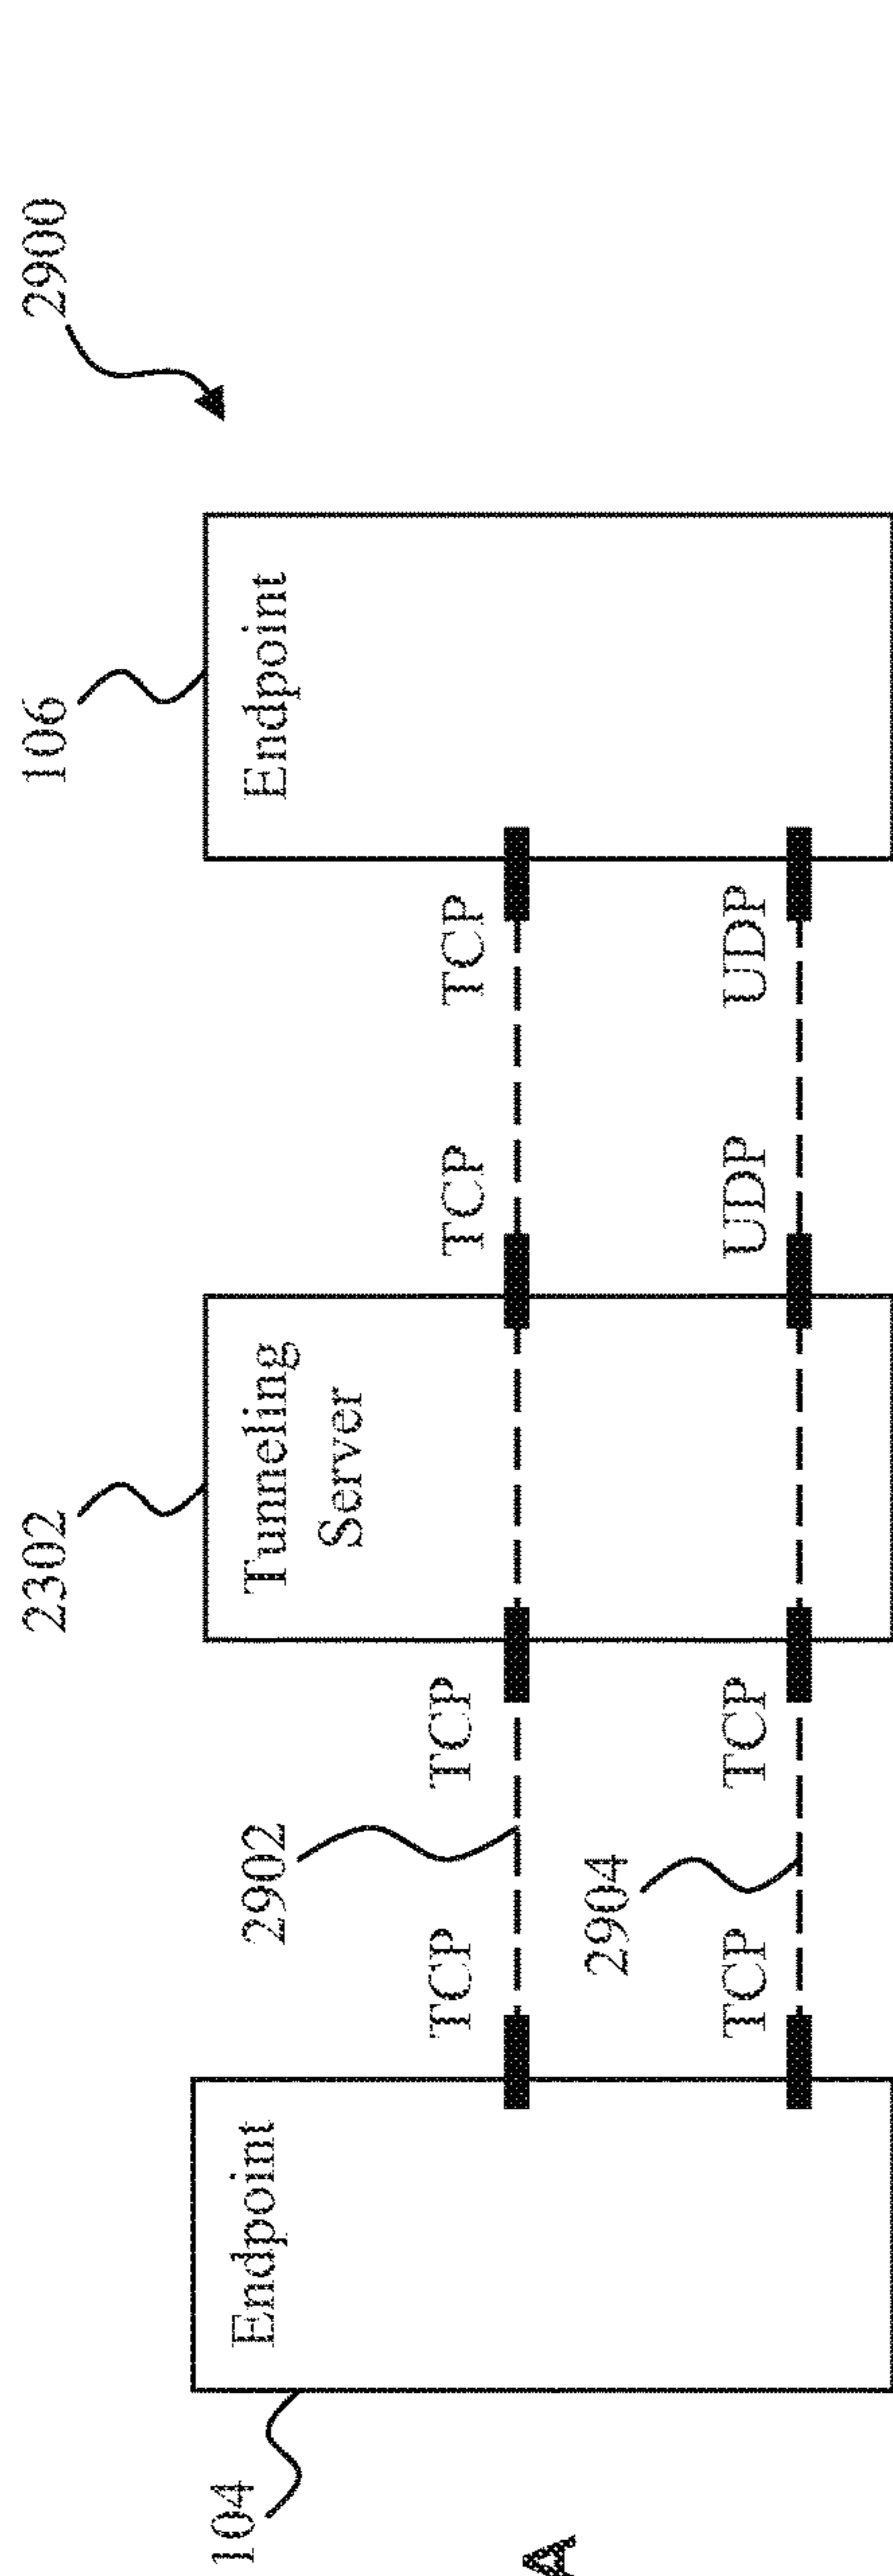 2302
106
2900
104
Endpoint
Tunneling
Server
Endpoint
2902
TCP
TCP
TCP
TCP
A
2904
TCP
TCP
UDP
UDP